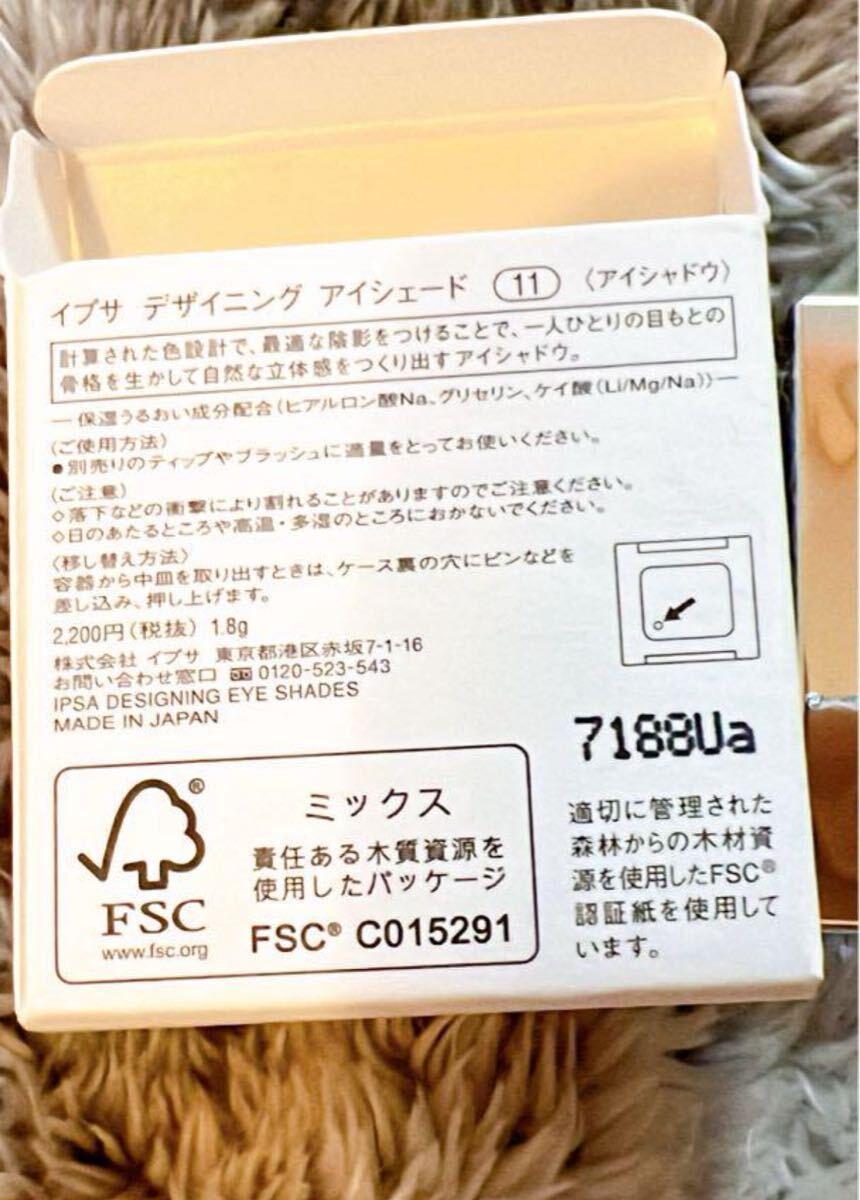 イプサ デザイニング アイシェード 11 〈アイシャドウ〉
計算された色設計で、最適な陰影をつけることで、一人ひとりの目もとの
骨格を生かして自然な立体感をつくり出すアイシャドウ。
―保湿うるおい成分配合(ヒアルロン酸Na、グリセリン、ケイ酸(Li/Mg/Na))―
〈ご使用方法〉
●別売りのティップやブラッシュに適量をとってお使いください。
〈ご注意〉
◇落下などの衝撃により割れることがありますのでご注意ください。
◇日のあたるところや高温・多湿のところにおかないでください。
〈移し替え方法〉
容器から中皿を取り出すときは、ケース裏の穴にピンなどを
差し込み、押し上げます。
2,200円(税抜) 1.8g
株式会社 イプサ 東京都港区赤坂7-1-16
お問い合わせ窓口 0120-523-543
IPSA DESIGNING EYE SHADES
MADE IN JAPAN
7188Ua
FSC®
www.fsc.org
ミックス
責任ある木質資源を
使用したパッケージ
FSC® C015291
適切に管理された
森林からの木材資
源を使用したFSC®
認証紙を使用して
います。